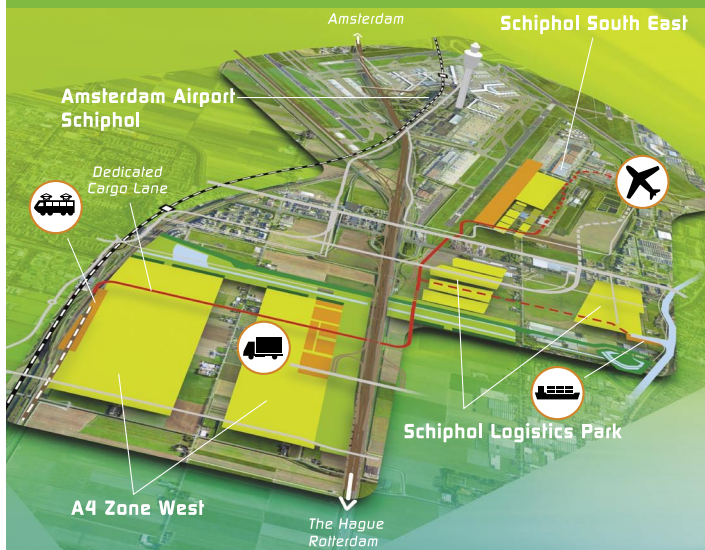 Amsterdam
Schiphol South East
Amsterdam Airport
Schiphol
Dedicated
Cargo Lane
Schiphol Logistics Park
A4 Zone West
The Hague
Rotterdam